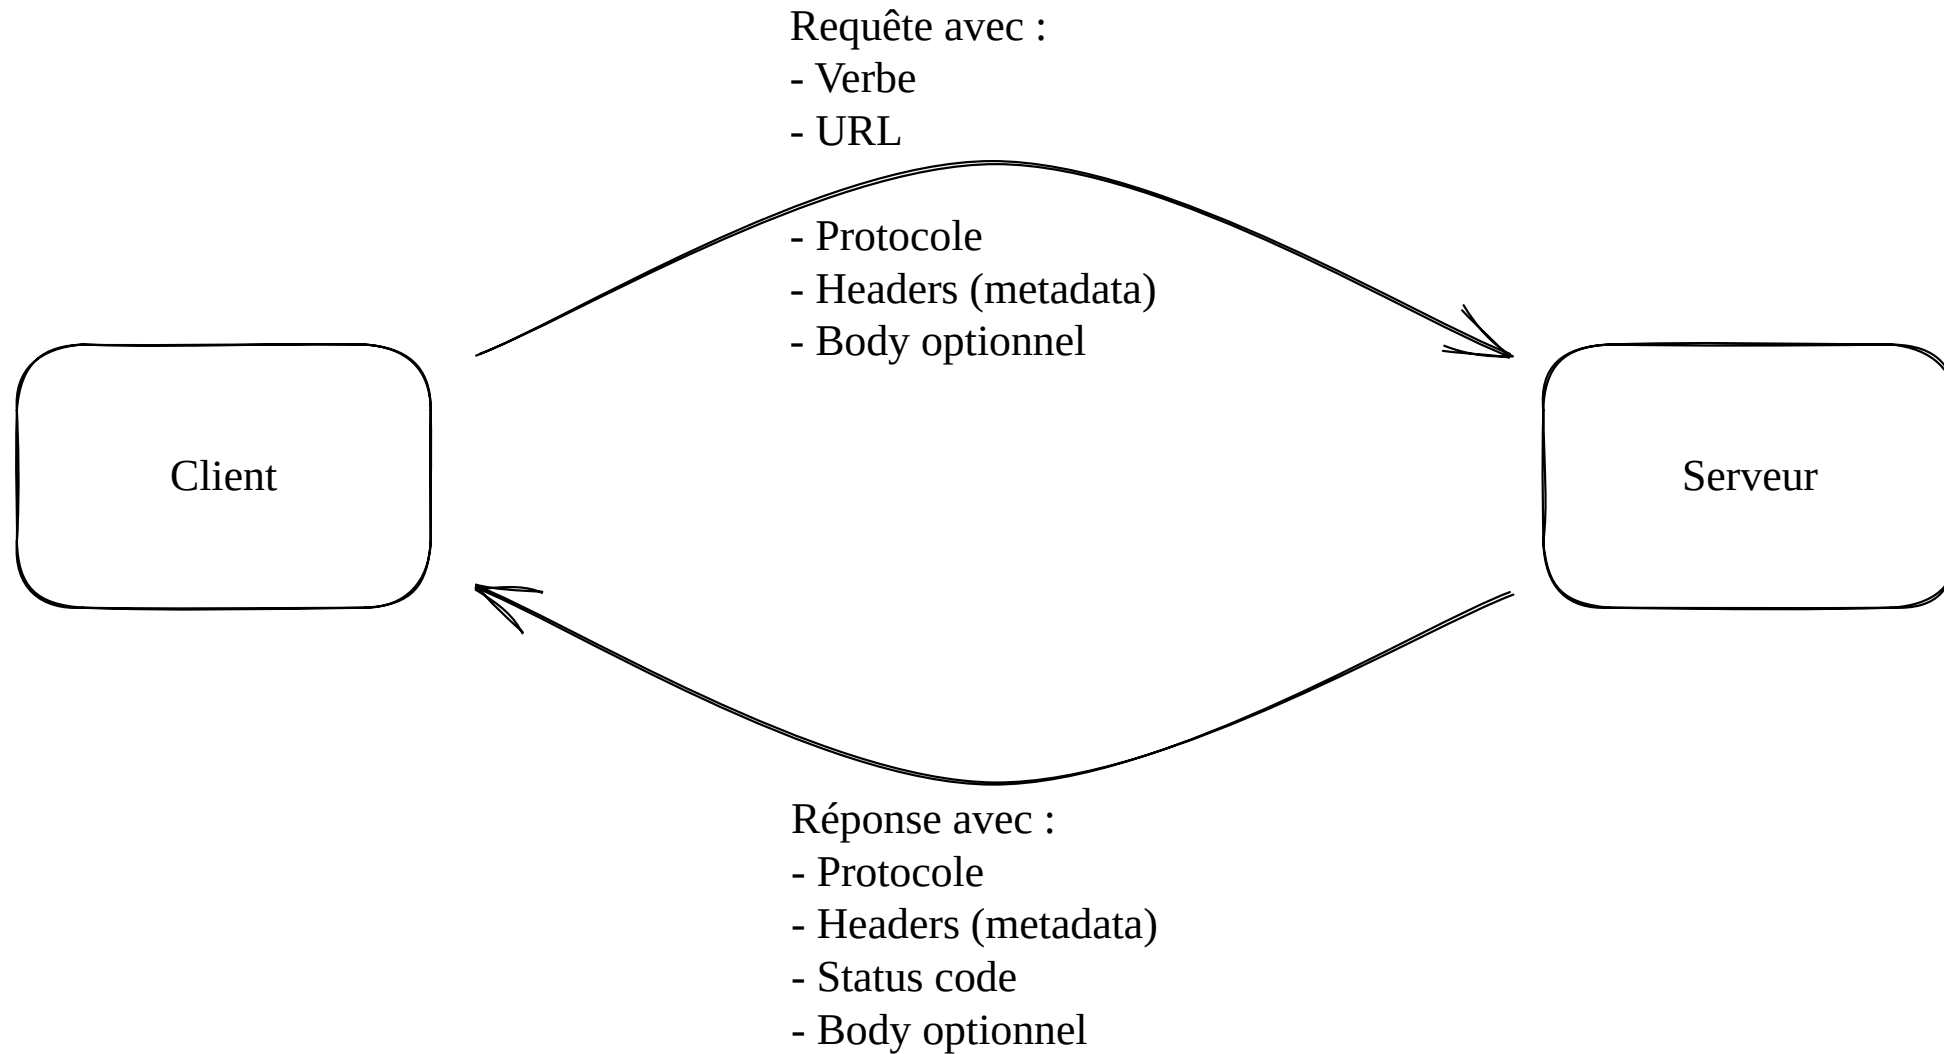 Requête avec :
- Verbe
- URL
- Protocole
- Headers (metadata)
- Body optionnel
Client
Serveur
Réponse avec :
- Protocole
- Headers (metadata)
- Status code
- Body optionnel